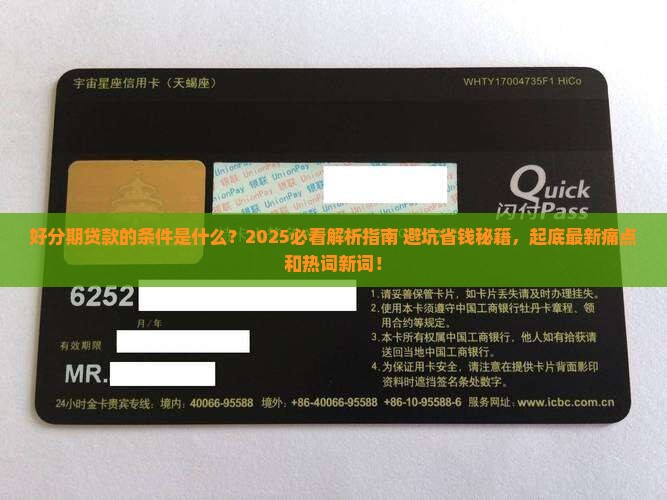 宇宙星座信用卡（天蝎座）
WHTY17004735F1 HiCo
UnionPay 银联 UnionPay 银联 UnionPay
Quick
闪付Pass
好分期贷款的条件是什么？2025必看解析指南 避坑省钱秘籍，起底最新痛点
和热词新词！
6252
月/年
有效期限
MR.
1.请妥善保管卡片，如卡片丢失请及时办理挂失。
2.使用本卡须遵守中国工商银行牡丹卡章程、领
用合约等规定。
3.本卡所有权属中国工商银行，他人如有拾获请
送回当地中国工商银行。
4.为保证用卡安全，请注意在提供卡片背面影印
资料时遮挡签名条处数字。
24小时金卡贵宾专线：境内：40066-95588 境外：+86-40066-95588 +86-10-95588-6 服务网址：www.icbc.com.cn